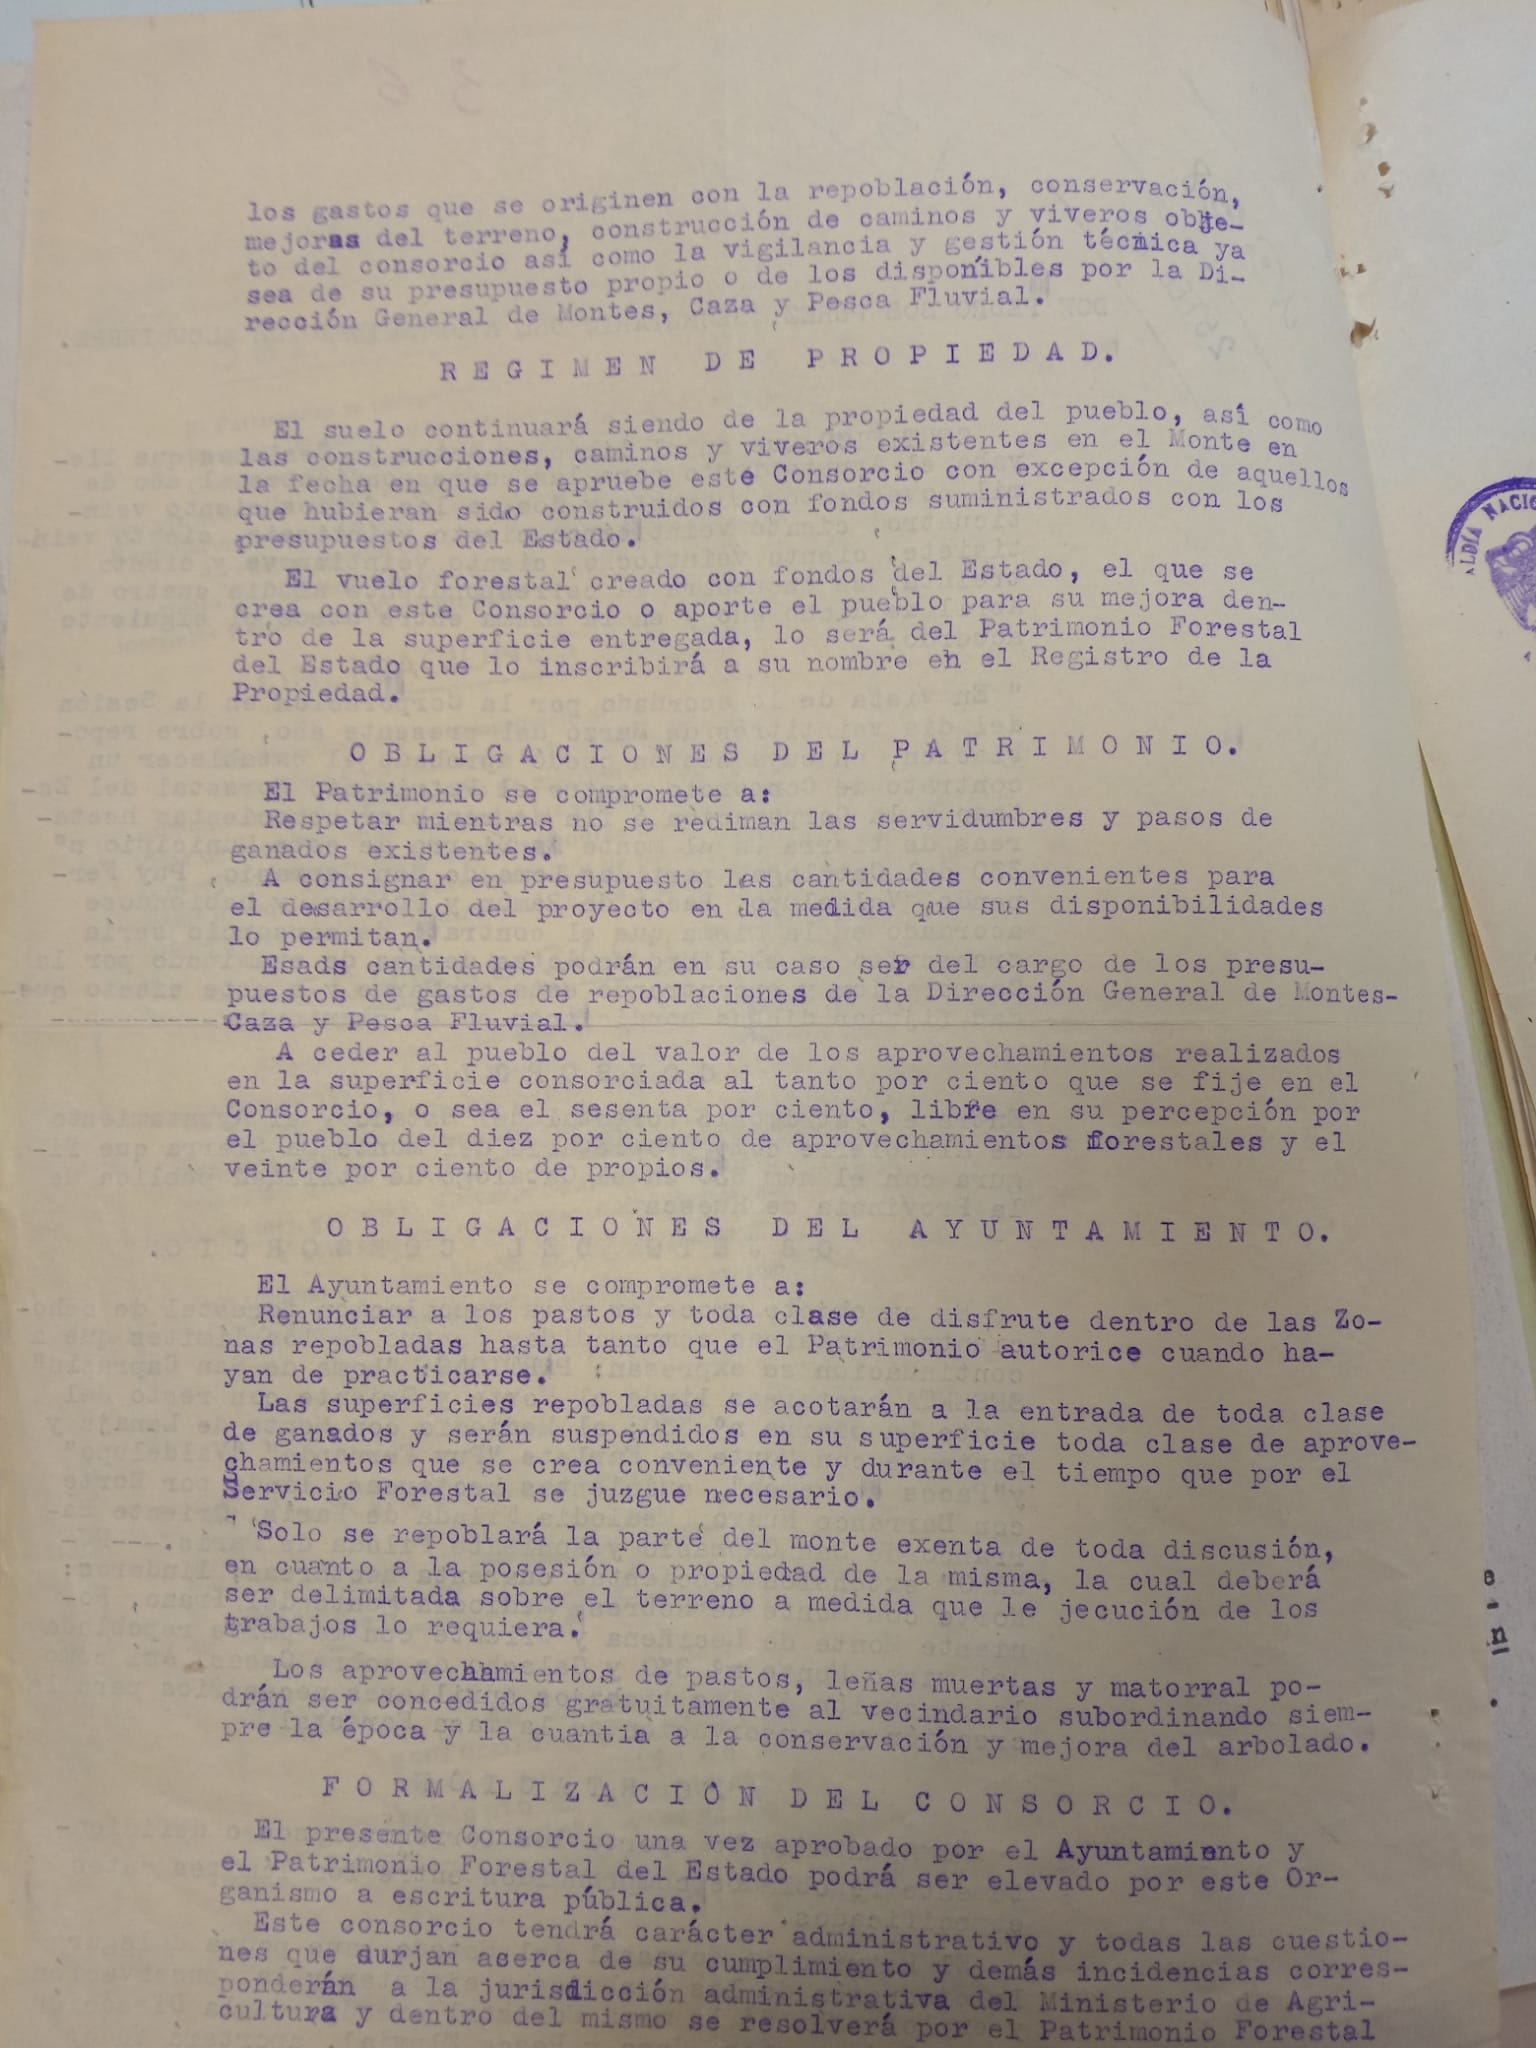 los gastos que se originen con la repoblación, conservación,
mejoras del terreno, construcción de caminos y viveros obje-
to del consorcio así como la vigilancia y gestión técnica ya
sea de su presupuesto propio o de los disponibles por la Di-
rección General de Montes, Caza y Pesca Fluvial.
REGIMEN DE PROPIEDAD.
El suelo continuará siendo de la propiedad del pueblo, así como
las construcciones, caminos y viveros existentes en el Monte en
la fecha en que se apruebe este Consorcio con excepción de aquellos
que hubieran sido construidos con fondos suministrados con los
presupuestos del Estado.
El vuelo forestal creado con fondos del Estado, el que se
crea con este Consorcio o aporte el pueblo para su mejora den-
tro de la superficie entregada, lo será del Patrimonio Forestal
del Estado que lo inscribirá a su nombre en el Registro de la
Propiedad.
OBLIGACIONES DEL PATRIMONIO.
El Patrimonio se compromete a:
Respetar mientras no se rediman las servidumbres y pasos de
ganados existentes.
A consignar en presupuesto las cantidades convenientes para
el desarrollo del proyecto en la medida que sus disponibilidades
lo permitan.
Esads cantidades podrán en su caso ser del cargo de los presu-
puestos de gastos de repoblaciones de la Dirección General de Montes-
Caza y Pesca Fluvial.
A ceder al pueblo del valor de los aprovechamientos realizados
en la superficie consorciada al tanto por ciento que se fije en el
Consorcio, o sea el sesenta por ciento, libre en su percepción por
el pueblo del diez por ciento de aprovechamientos forestales y el
veinte por ciento de propios.
OBLIGACIONES DEL AYUNTAMIENTO.
El Ayuntamiento se compromete a:
Renunciar a los pastos y toda clase de disfrute dentro de las Zo-
nas repobladas hasta tanto que el Patrimonio autorice cuando ha-
yan de practicarse.
Las superficies repobladas se acotarán a la entrada de toda clase
de ganados y serán suspendidos en su superficie toda clase de aprove-
chamientos que se crea conveniente y durante el tiempo que por el
Servicio Forestal se juzgue necesario.
Solo se repoblará la parte del monte exenta de toda discusión,
en cuanto a la posesión o propiedad de la misma, la cual deberá
ser delimitada sobre el terreno a medida que le jecución de los
trabajos lo requiera.
Los aprovechamientos de pastos, leñas muertas y matorral po-
drán ser concedidos gratuitamente al vecindario subordinando siem-
pre la época y la cuantia a la conservación y mejora del arbolado.
FORMALIZACIÓN DEL CONSORCIO.
El presente Consorcio una vez aprobado por el Ayuntamiento y
el Patrimonio Forestal del Estado podrá ser elevado por este Or-
ganismo a escritura pública.
Este consorcio tendrá carácter administrativo y todas las cuestio-
nes que surjan acerca de su cumplimiento y demás incidencias corres-
ponderán a la jurisdicción administrativa del Ministerio de Agri-
cultura y dentro del mismo se resolverá por el Patrimonio Forestal